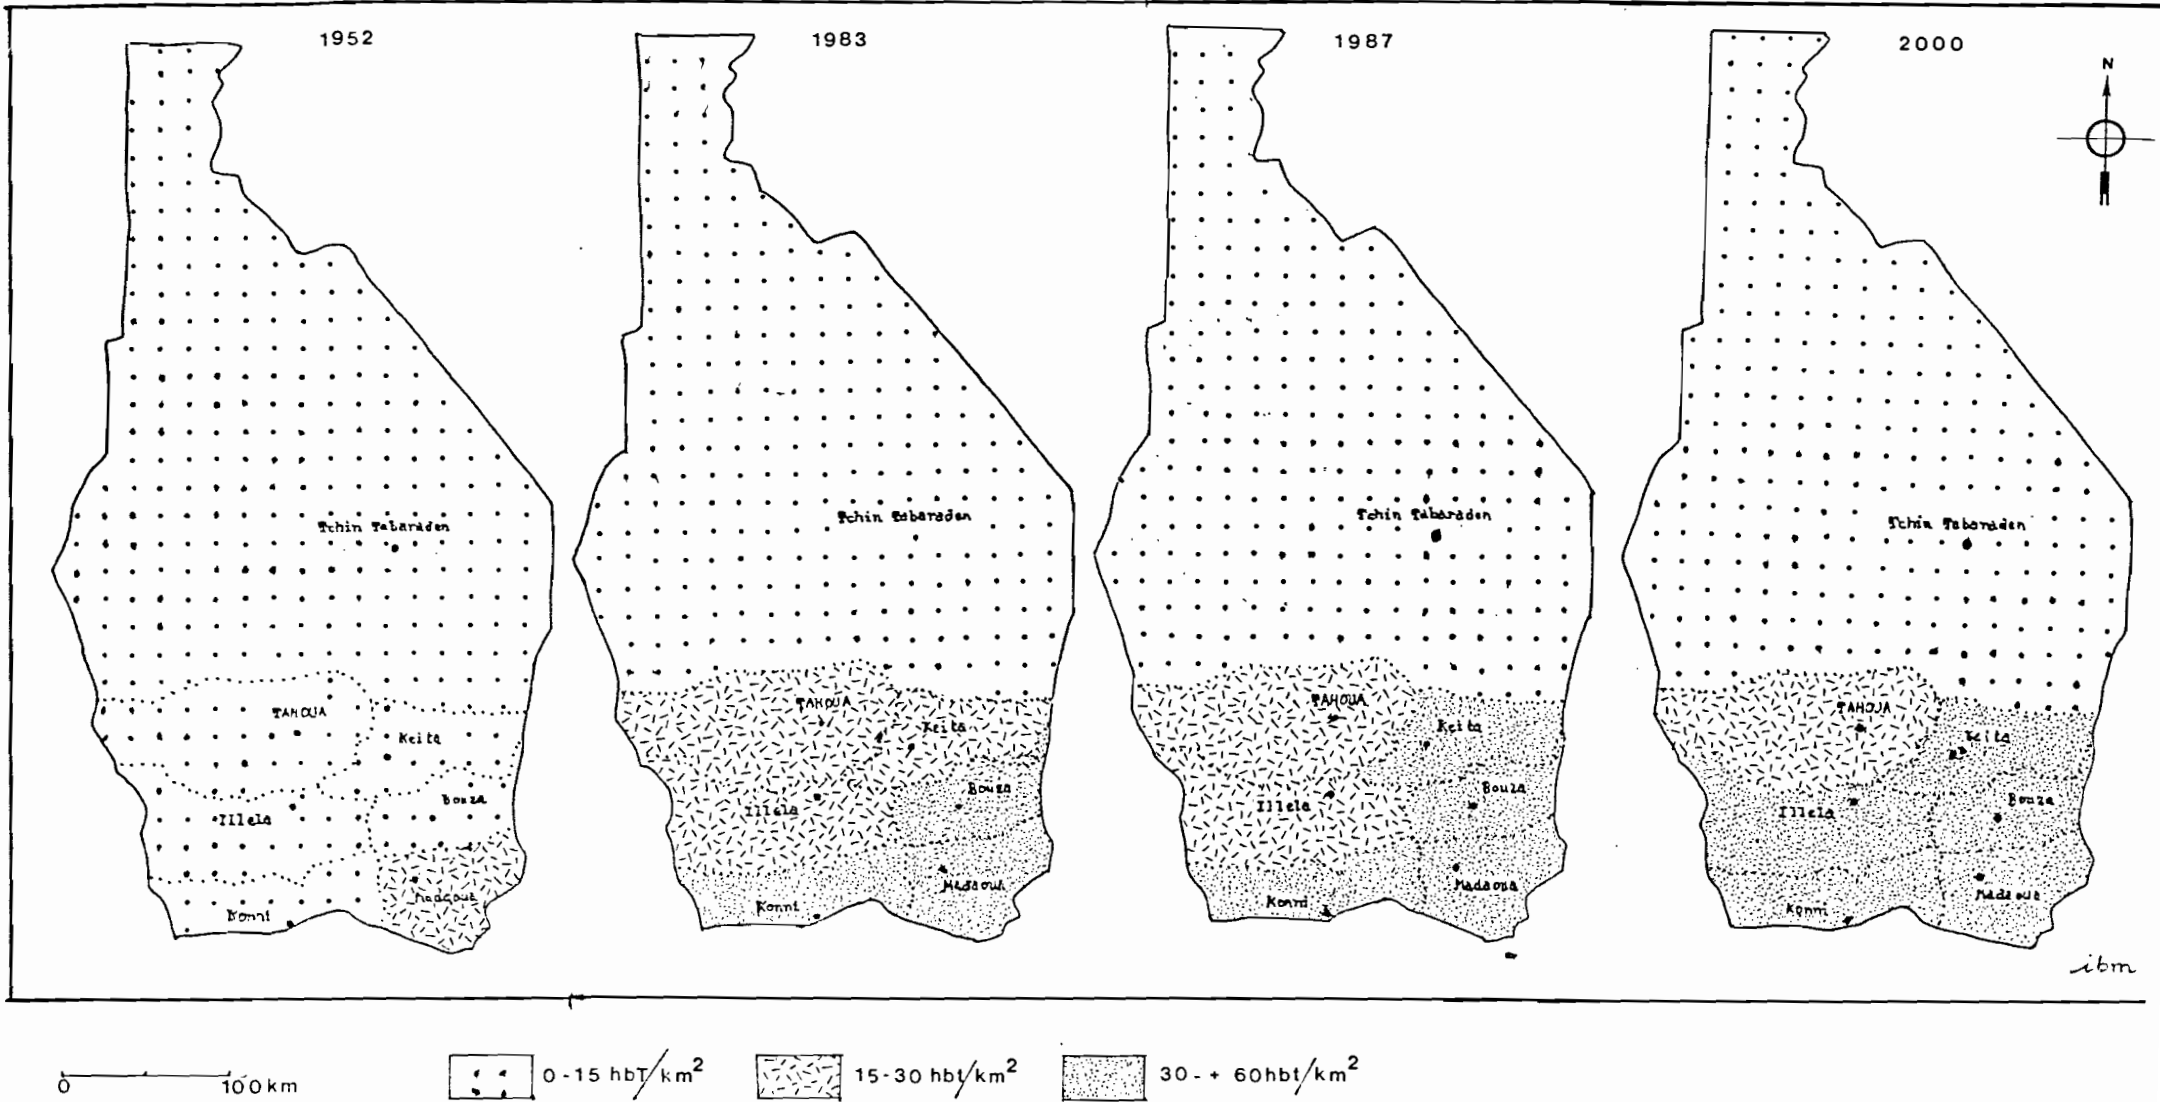 1952
Tchin Tabaraden
TAHOUA
Keita
Bouza
Illela
Madaoua
Konni
1983
Tchin Tabaraden
TAHOUA
Keita
Bouza
Illela
Madaoua
Konni
1987
Tchin Tabaraden
TAHOUA
Keita
Bouza
Illela
Madaoua
Konni
2000
N
Tchin Tabaraden
TAHOUA
Keita
Bouza
Illela
Madaoua
Konni
ibm
0 100 km
0-15 hbT/km²
15-30 hbt/km²
30-+ 60hbt/km²